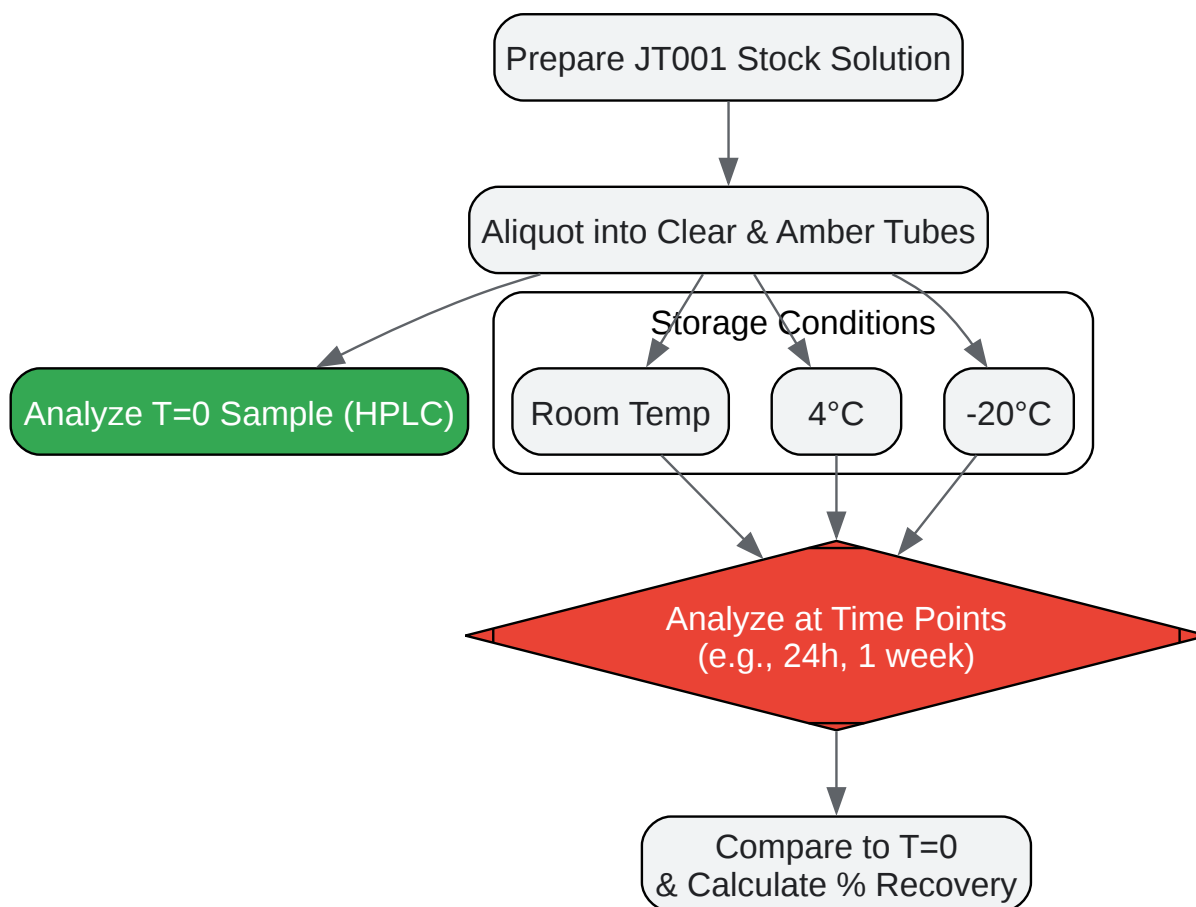 Prepare JT001 Stock Solution
Aliquot into Clear & Amber Tubes
Storage Conditions
Analyze T=0 Sample (HPLC)
Room Temp
4°C
-20°C
Analyze at Time Points
(e.g., 24h, 1 week)
Compare to T=0
& Calculate % Recovery